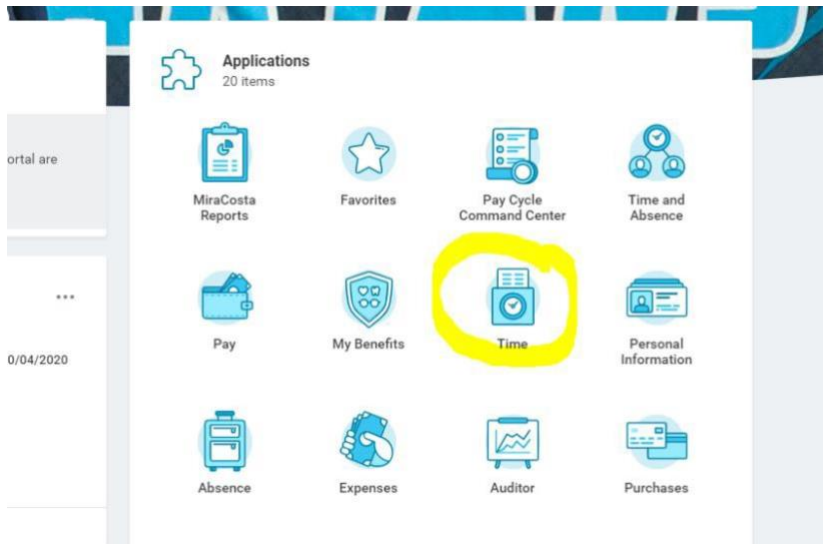 Applications
20 items
ortal are
MiraCosta
Reports
Favorites
Pay Cycle
Command Center
Time and
Absence
...
0/04/2020
Pay
My Benefits
Time
Personal
Information
Absence
Expenses
Auditor
Purchases